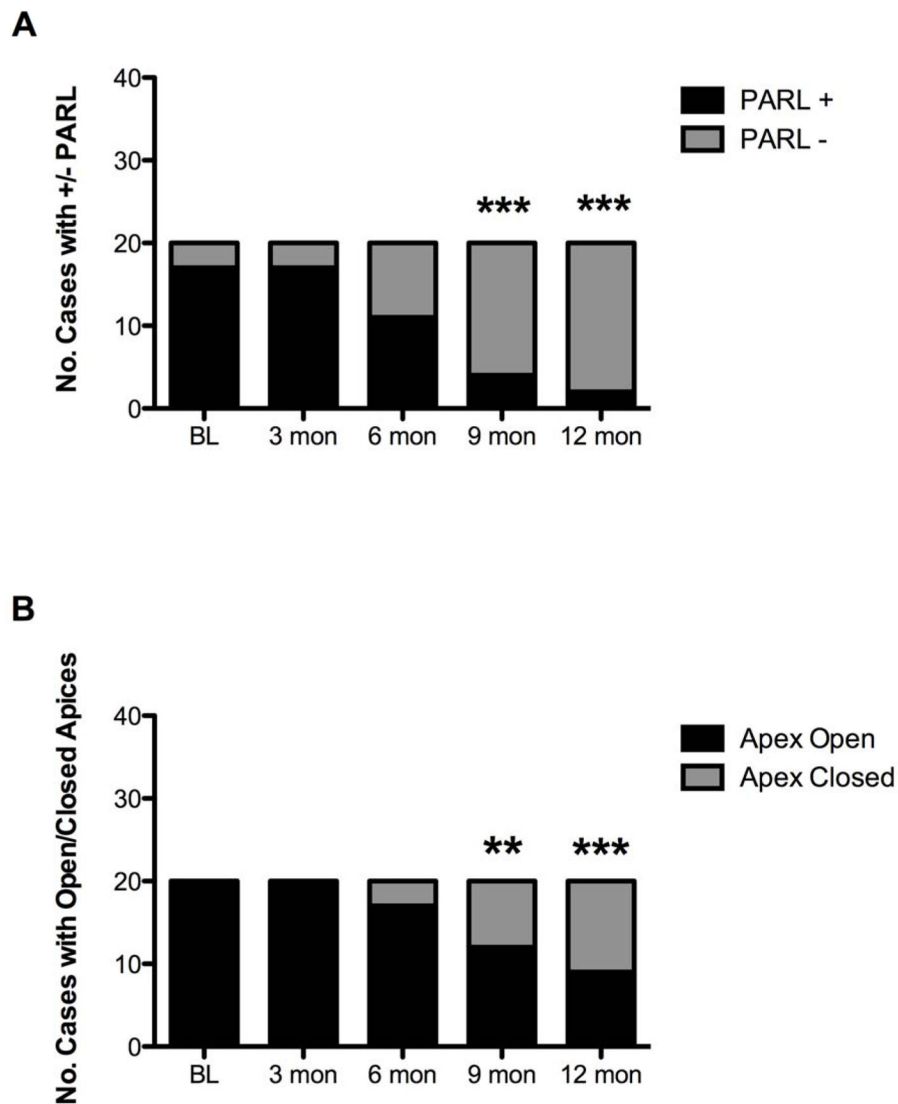 A
No. Cases with +/- PARL
40
30
20
10
0
*** ***
BL 3 mon 6 mon 9 mon 12 mon
PARL +
PARL -
B
No. Cases with Open/Closed Apices
40
30
20
10
0
** ***
BL 3 mon 6 mon 9 mon 12 mon
Apex Open
Apex Closed